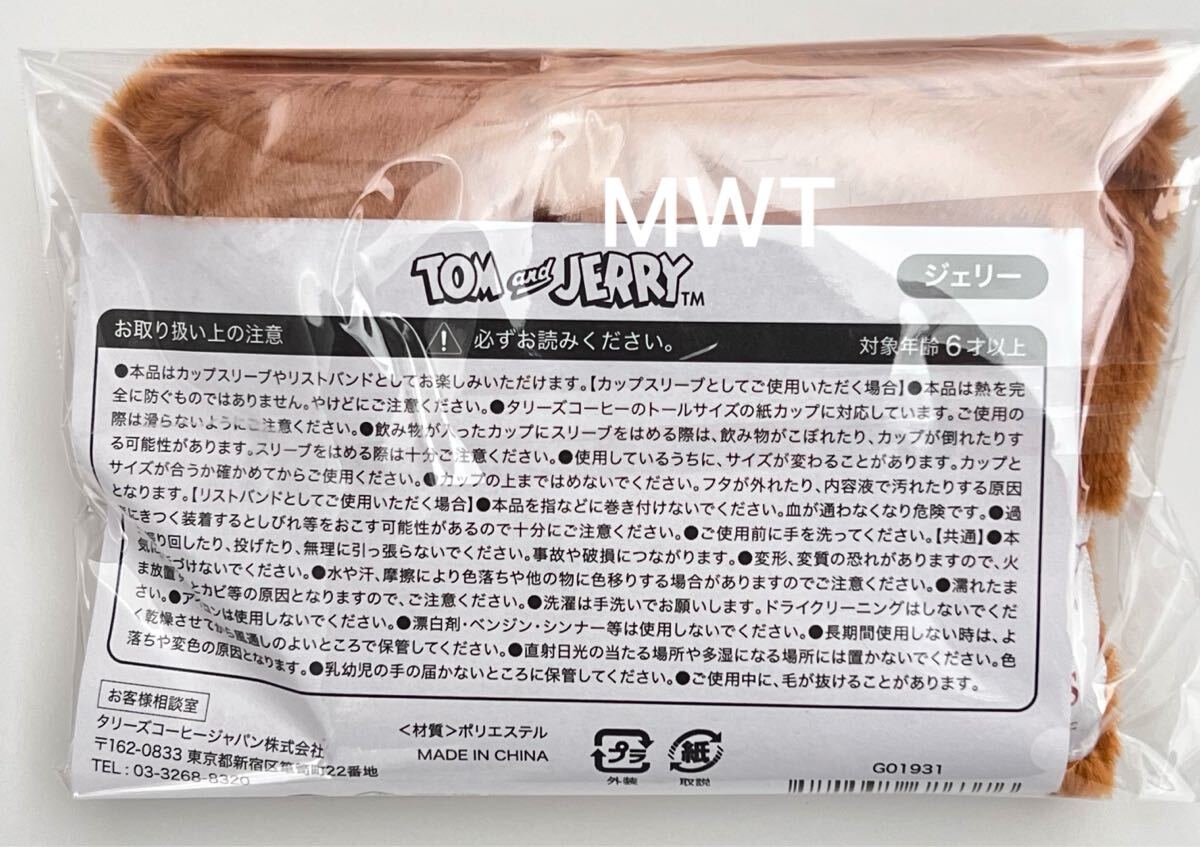 MWT
TOM and JERRY TM
ジェリー
お取り扱い上の注意
必ずお読みください。
対象年齢6才以上
●本品はカップスリーブやリストバンドとしてお楽しみいただけます。【カップスリーブとしてご使用いただく場合】●本品は熱を完
全に防ぐものではありません。やけどにご注意ください。●タリーズコーヒーのトールサイズの紙カップに対応しています。ご使用の
際は滑らないようにご注意ください。●飲み物が入ったカップにスリーブをはめる際は、飲み物がこぼれたり、カップが倒れたりす
る可能性があります。スリーブをはめる際は十分ご注意ください。●使用しているうちに、サイズが変わることがあります。カップと
サイズが合うか確かめてからご使用ください。●カップの上まではめないでください。フタが外れたり、内容液で汚れたりする原因
となります。【リストバンドとしてご使用いただく場合】●本品を指などに巻き付けないでください。血が通わなくなり危険です。●過
にきつく装着するとしびれ等をおこす可能性があるので十分にご注意ください。●ご使用前に手を洗ってください。【共通】●本
り回したり、投げたり、無理に引っ張らないでください。事故や破損につながります。●変形、変質の恐れがありますので、火
気に づけないでください。●水や汗、摩擦により色落ちや他の物に色移りする場合がありますのでご注意ください。●濡れたま
ま放置 とカビ等の原因となりますので、ご注意ください。●洗濯は手洗いでお願いします。ドライクリーニングはしないでくだ
さい。●アイロンは使用しないでください。●漂白剤・ベンジン・シンナー等は使用しないでください。●長期間使用しない時は、よ
く乾燥させてから風通しのよいところで保管してください。●直射日光の当たる場所や多湿になる場所には置かないでください。色
落ちや変色の原因となります。●乳幼児の手の届かないところに保管してください。●ご使用中に、毛が抜けることがあります。
お客様相談室
タリーズコーヒージャパン株式会社
〒162-0833 東京都新宿区箪笥町22番地
TEL : 03-3268-8320
<材質>ポリエステル
MADE IN CHINA
プラ
外装
紙
取説
G01931